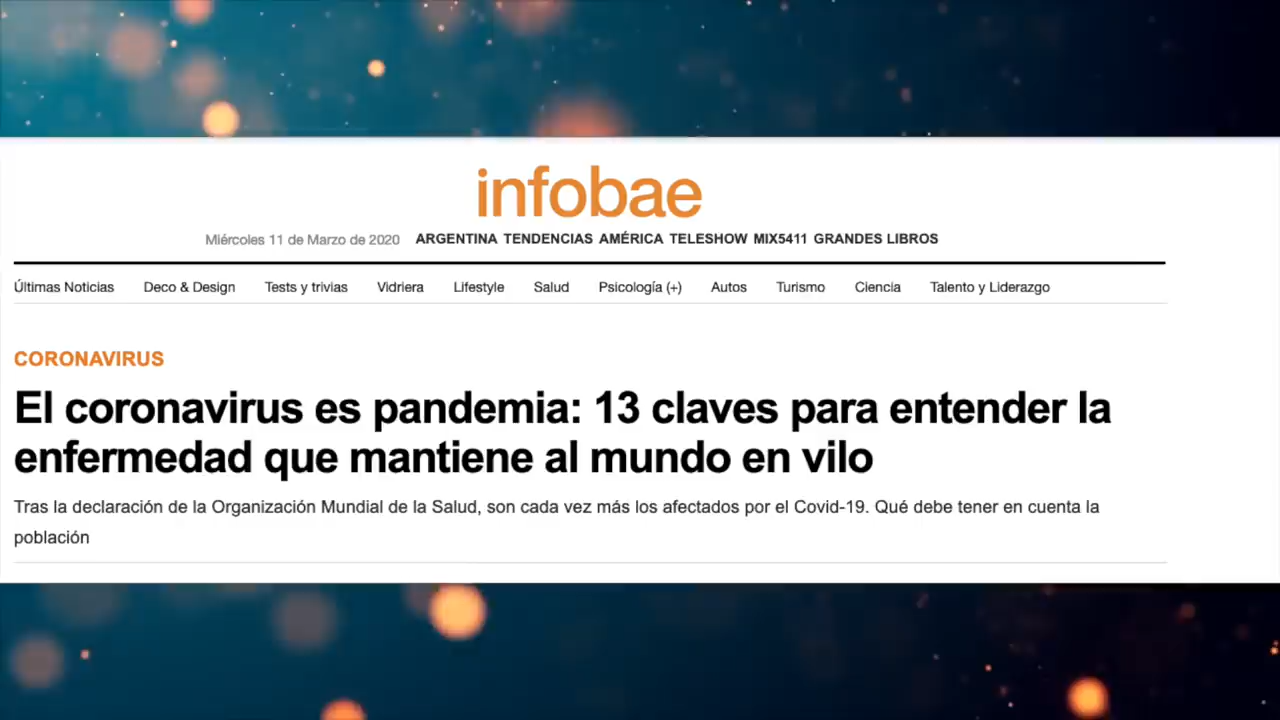 infobae
Miércoles 11 de Marzo de 2020 ARGENTINA TENDENCIAS AMÉRICA TELESHOW MIX5411 GRANDES LIBROS
Últimas Noticias Deco & Design Tests y trivias Vidriera Lifestyle Salud Psicología (+) Autos Turismo Ciencia Talento y Liderazgo
CORONAVIRUS
El coronavirus es pandemia: 13 claves para entender la
enfermedad que mantiene al mundo en vilo
Tras la declaración de la Organización Mundial de la Salud, son cada vez más los afectados por el Covid-19. Qué debe tener en cuenta la
población